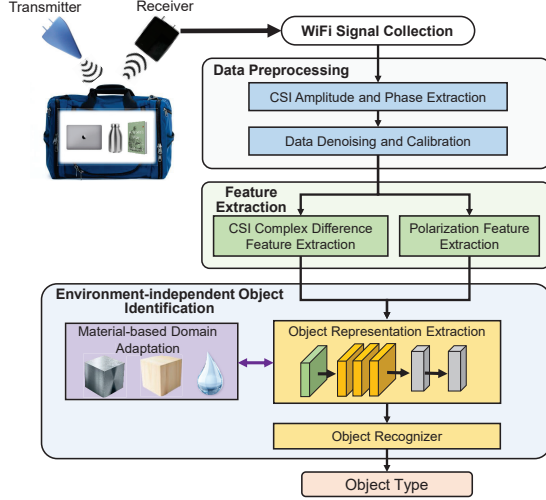 Transmitter
Receiver
WiFi Signal Collection
Data Preprocessing
CSI Amplitude and Phase Extraction
Data Denoising and Calibration
Feature
Extraction
CSI Complex Difference
Feature Extraction
Polarization Feature
Extraction
Environment-independent Object
Identification
Material-based Domain
Adaptation
Object Representation Extraction
Object Recognizer
Object Type